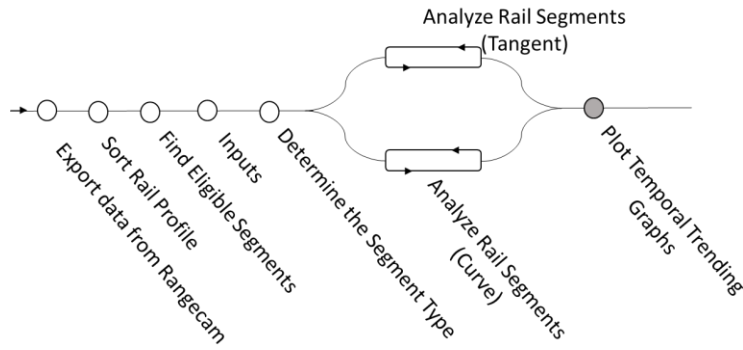 Analyze Rail Segments
(Tangent)
Export data from Rangecam
Sort Rail Profile
Find Eligible Segments
Inputs
Determine the Segment Type
Analyze Rail Segments
(Curve)
Plot Temporal Trending
Graphs